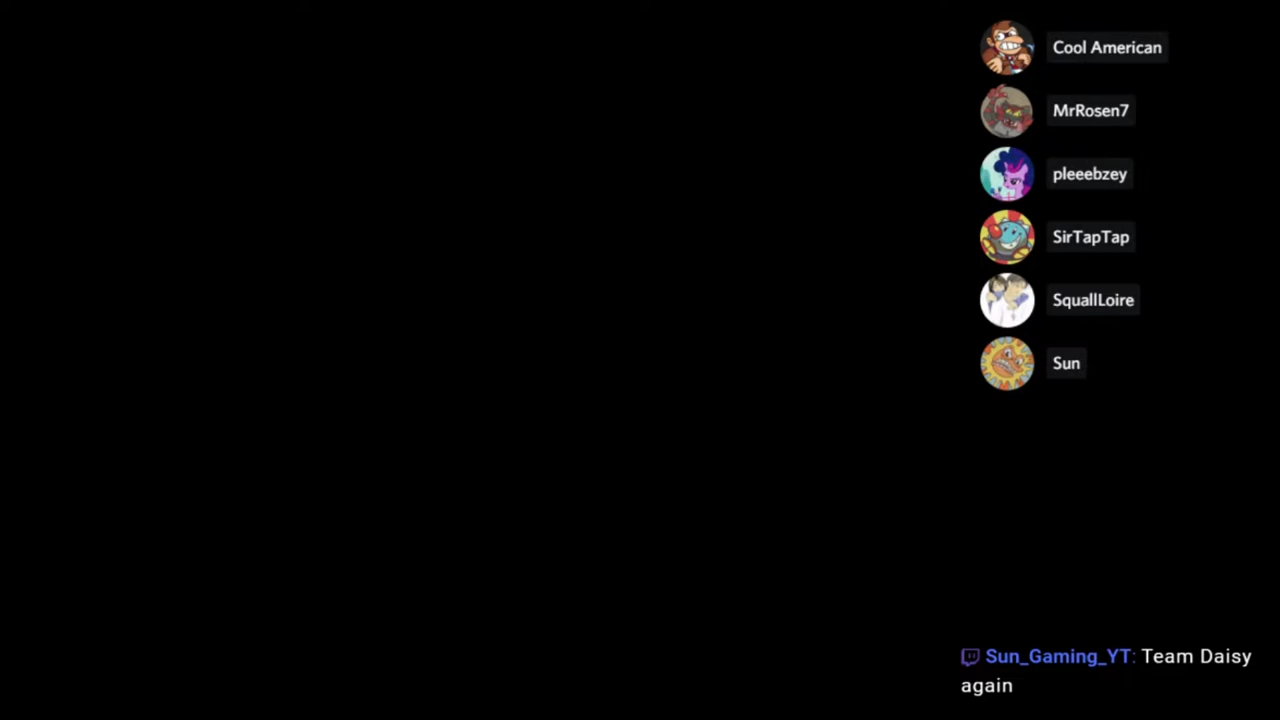 Cool American
MrRosen7
pleeebzey
SirTapTap
SquallLoire
Sun
Sun_Gaming_YT: Team Daisy
again